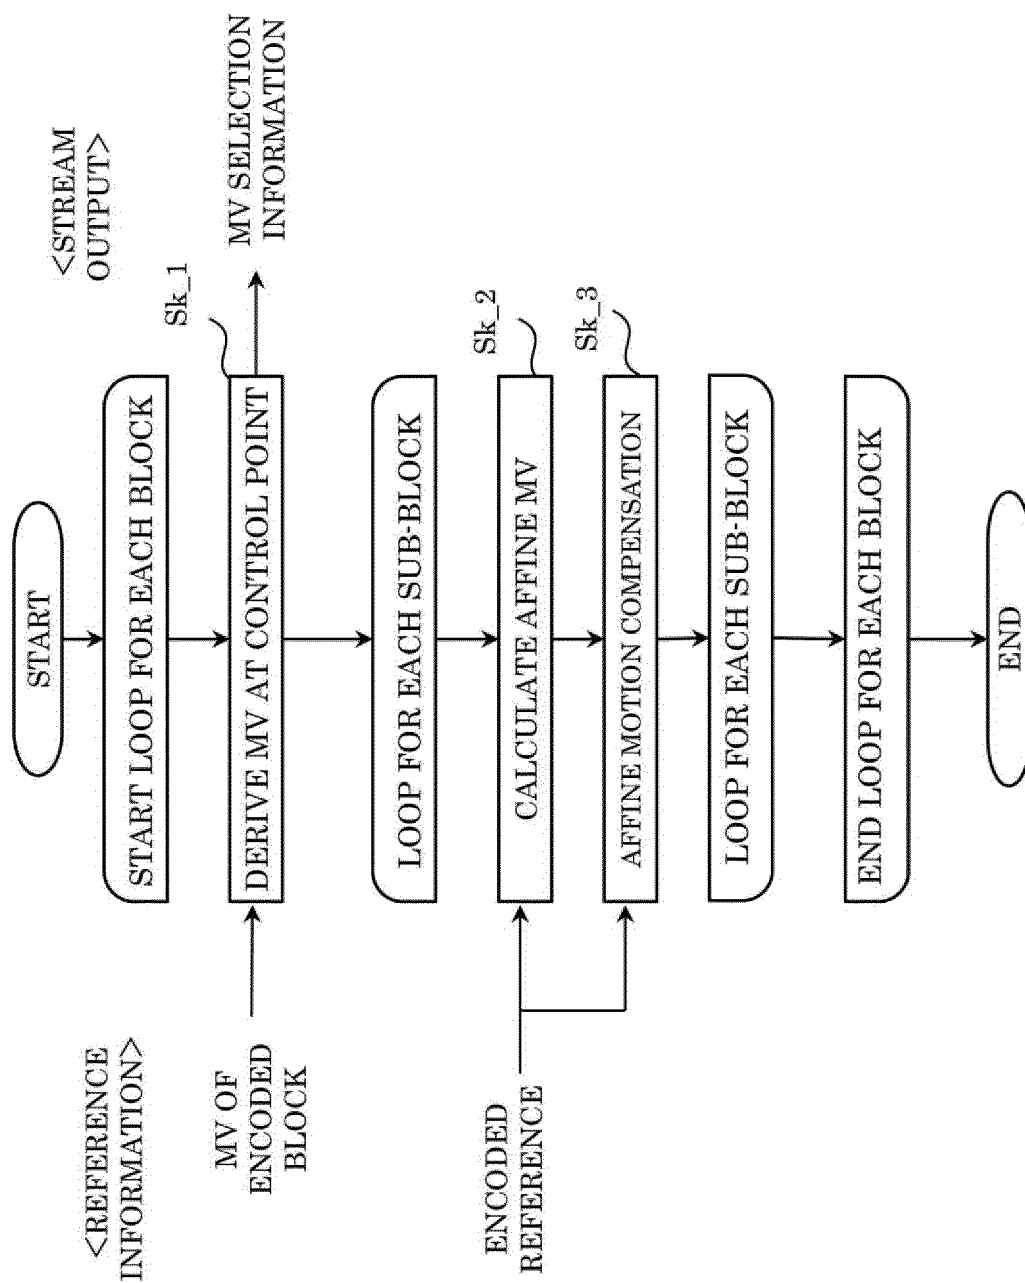 START
<REFERENCE
INFORMATION>
<STREAM
OUTPUT>
START LOOP FOR EACH BLOCK
Sk_1
MV OF
ENCODED
BLOCK
DERIVE MV AT CONTROL POINT
MV SELECTION
INFORMATION
LOOP FOR EACH SUB-BLOCK
Sk_2
ENCODED
REFERENCE
CALCULATE AFFINE MV
Sk_3
AFFINE MOTION COMPENSATION
LOOP FOR EACH SUB-BLOCK
END LOOP FOR EACH BLOCK
END